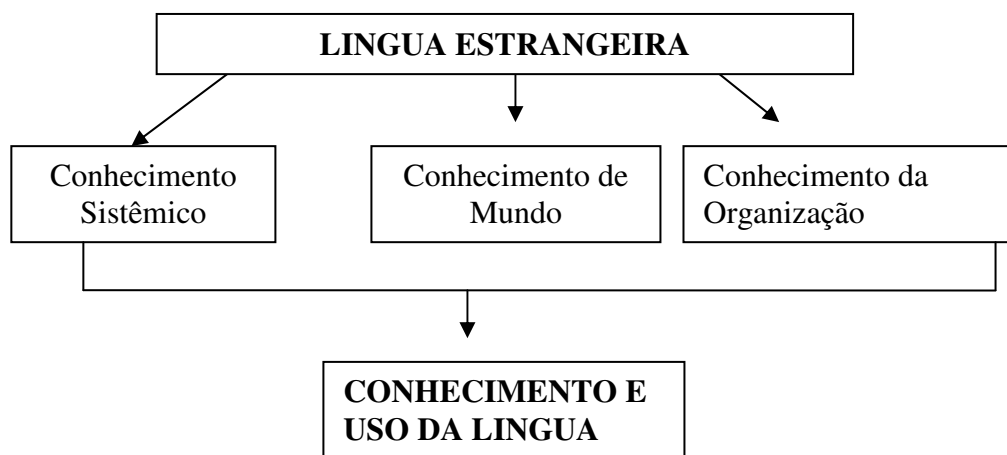 LINGUA ESTRANGEIRA
Conhecimento
Sistêmico
Conhecimento de
Mundo
Conhecimento da
Organização
CONHECIMENTO E
USO DA LINGUA